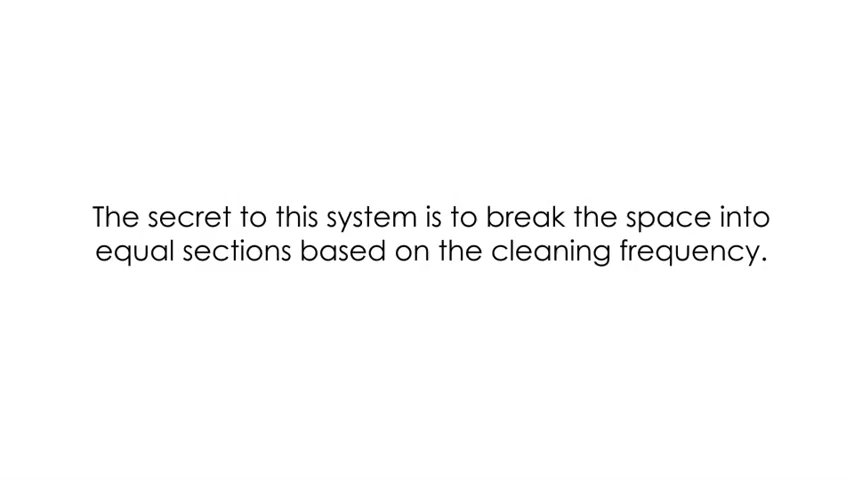 The secret to this system is to break the space into
equal sections based on the cleaning frequency.